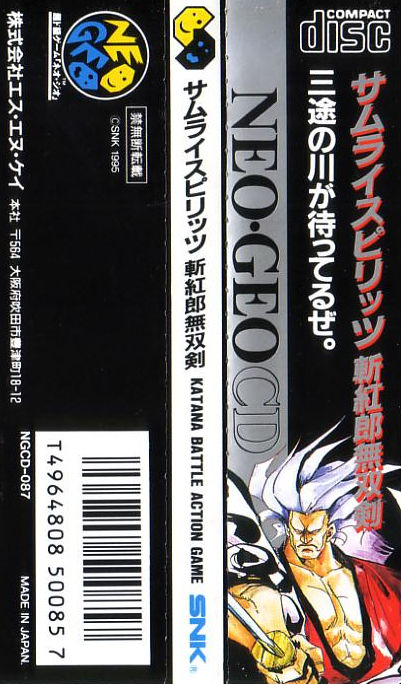 COMPACT
disc
サムライスピリッツ 斬紅郎無双剣
三途の川が待ってるぜ。
NEO・GEO CD
サムライスピリッツ 斬紅郎無双剣 KATANA BATTLE ACTION GAME SNK®
NEO
GEO
™
禁無断転載
©SNK 1995
株式会社エス・エヌ・ケイ 本社 〒564 大阪府吹田市豊津町18-12
T4964808 50085 7
NGCD-087
MADE IN JAPAN.